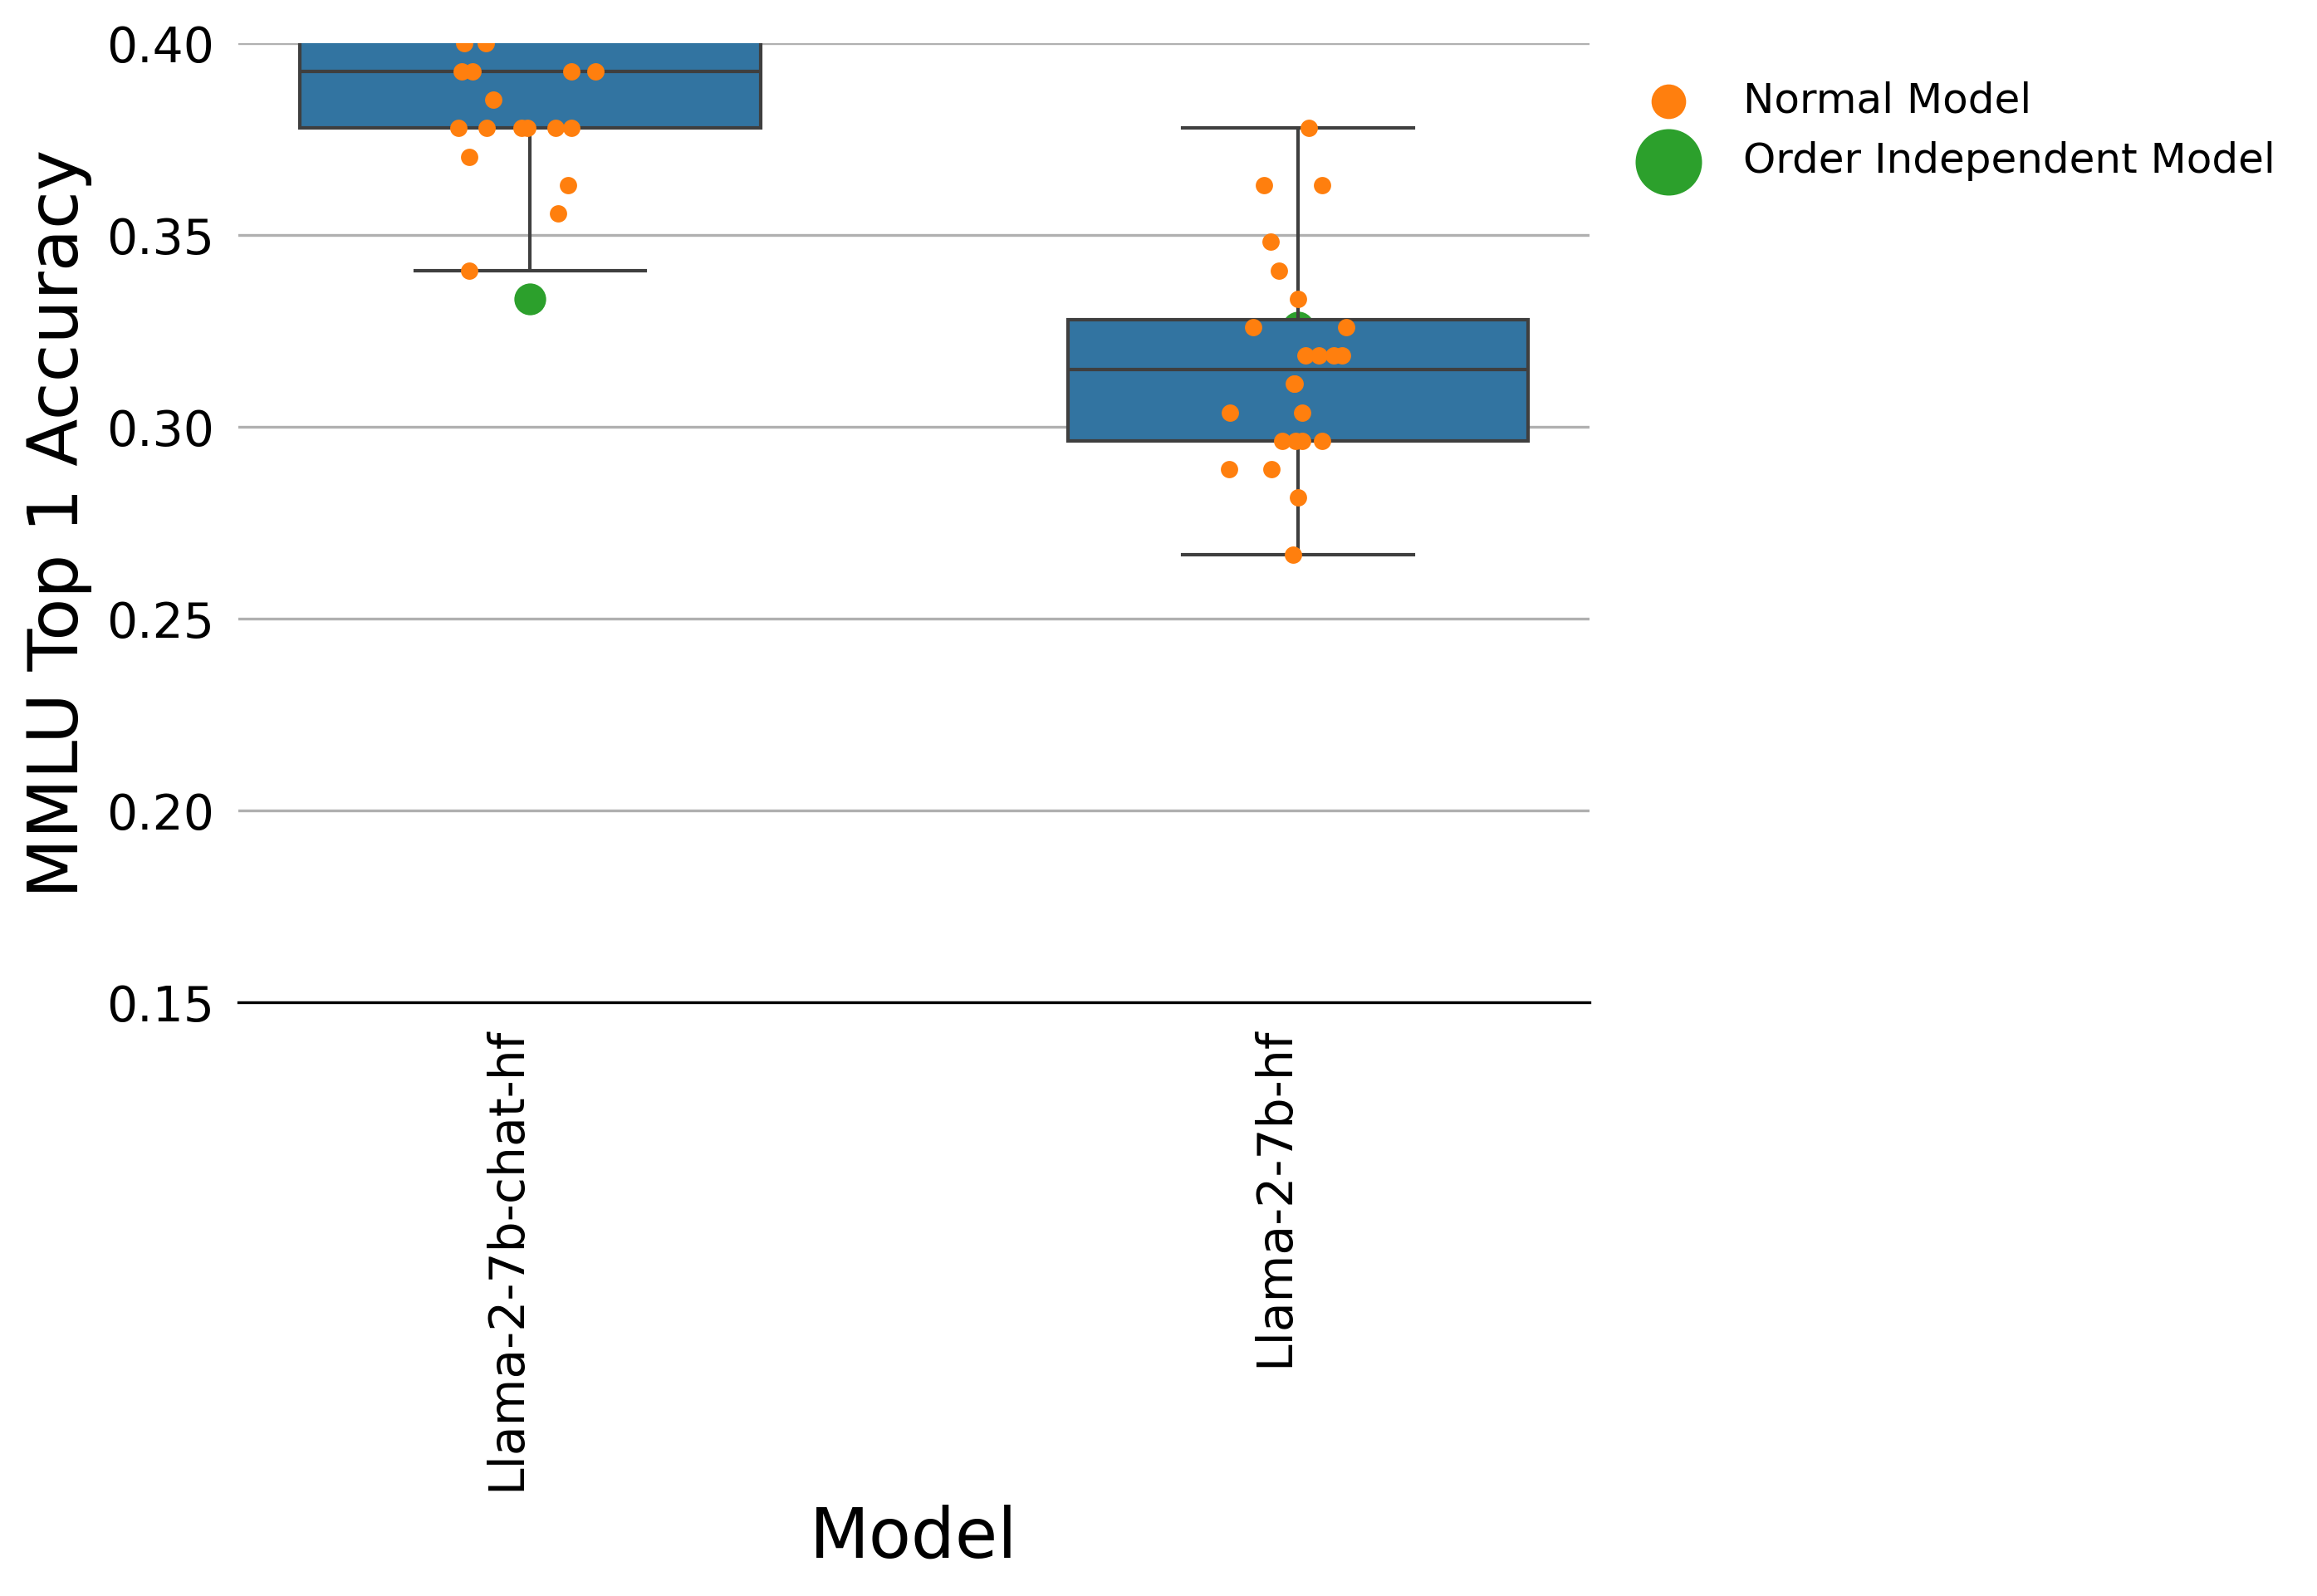 MMLU Top 1 Accuracy
0.40
0.35
0.30
0.25
0.20
0.15
Llama-2-7b-chat-hf
Llama-2-7b-hf
Model
Normal Model
Order Independent Model